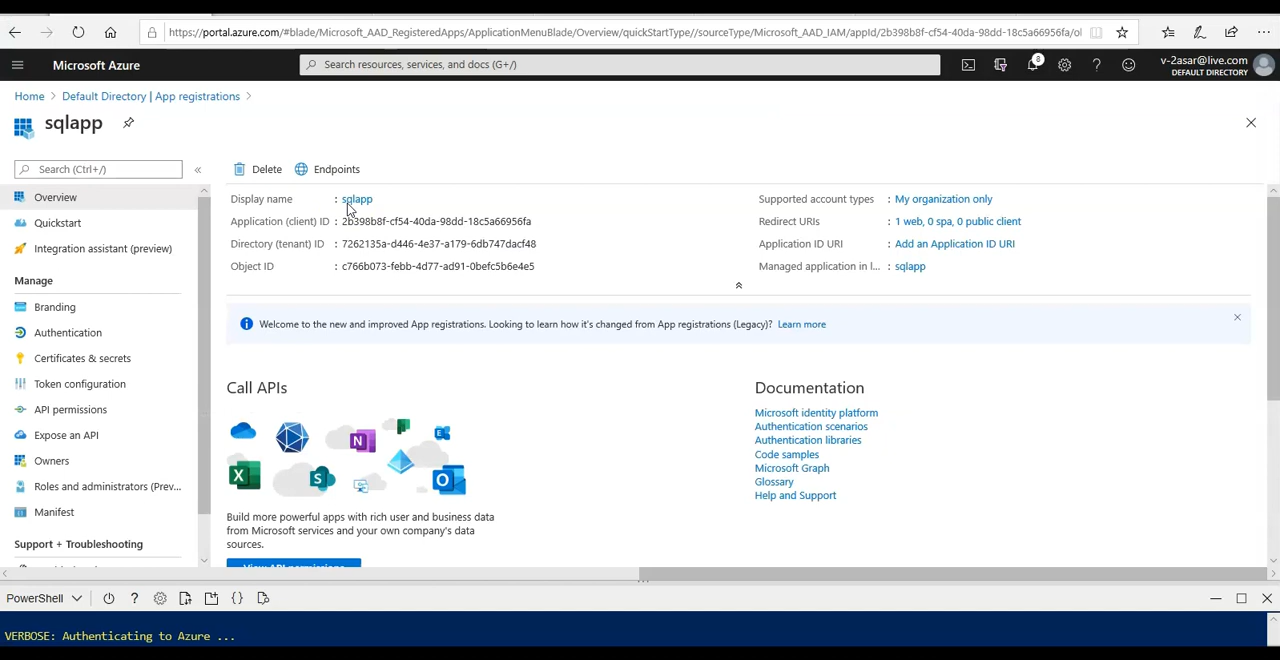 https://portal.azure.com/#blade/Microsoft_AAD_RegisteredApps/ApplicationMenuBlade/Overview/quickStartType//sourceType/Microsoft_AAD_IAM/appId/2b398b8f-cf54-40da-98dd-18c5a66956fa/ol
Microsoft Azure
Search resources, services, and docs (G+/)
8
v-2asar@live.com
DEFAULT DIRECTORY
Home > Default Directory | App registrations >
sqlapp
Search (Ctrl+/)
«
Delete
Endpoints
Overview
Quickstart
Integration assistant (preview)
Manage
Branding
Authentication
Certificates & secrets
Token configuration
API permissions
Expose an API
Owners
Roles and administrators (Prev...
Manifest
Support + Troubleshooting
Display name : sqlapp
Application (client) ID : 2b398b8f-cf54-40da-98dd-18c5a66956fa
Directory (tenant) ID : 7262135a-d446-4e37-a179-6db747dacf48
Object ID : c766b073-febb-4d77-ad91-0befc5b6e4e5
Supported account types : My organization only
Redirect URIs : 1 web, 0 spa, 0 public client
Application ID URI : Add an Application ID URI
Managed application in l... : sqlapp
Welcome to the new and improved App registrations. Looking to learn how it's changed from App registrations (Legacy)? Learn more
Call APIs
Build more powerful apps with rich user and business data
from Microsoft services and your own company's data
sources.
View API permissions
Documentation
Microsoft identity platform
Authentication scenarios
Authentication libraries
Code samples
Microsoft Graph
Glossary
Help and Support
PowerShell
VERBOSE: Authenticating to Azure ...